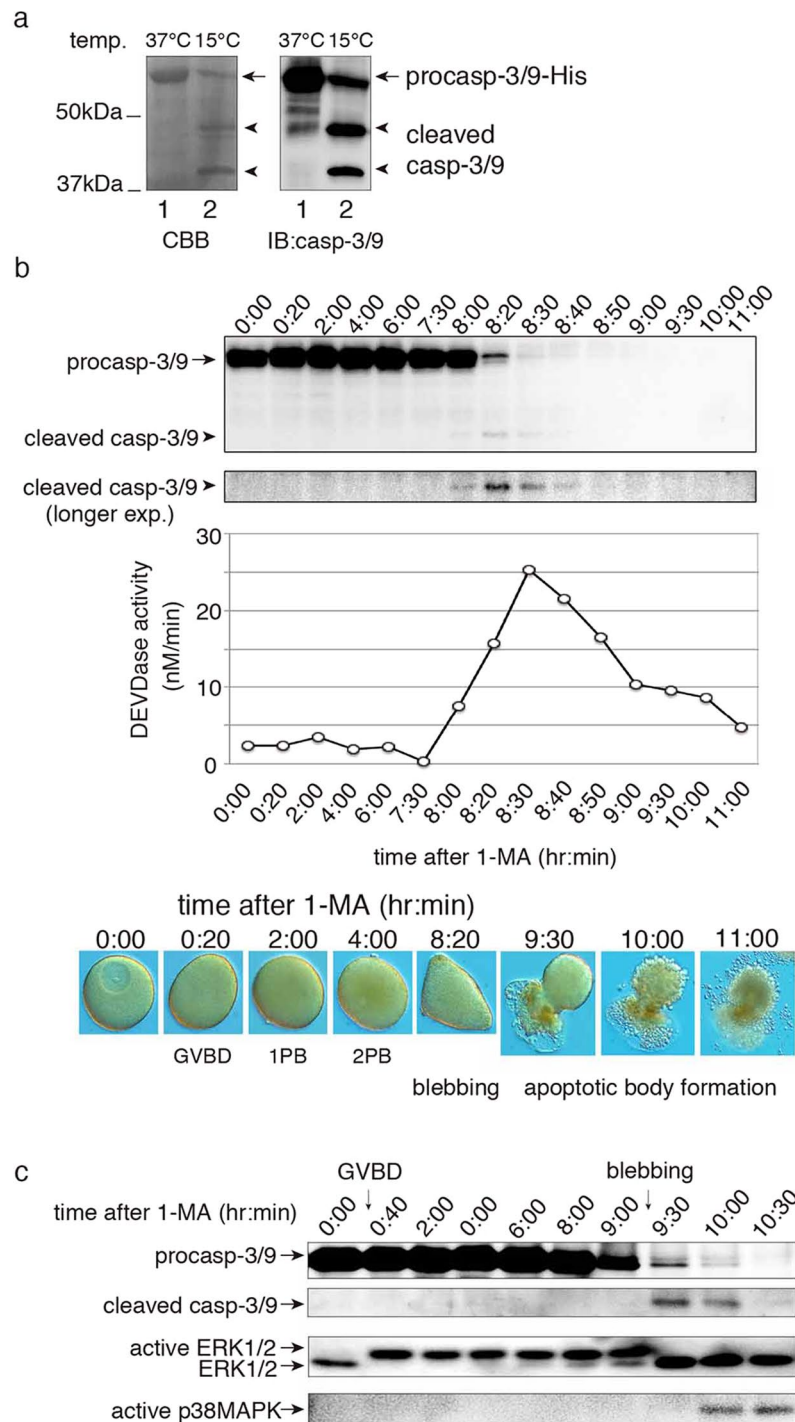 a
temp. 37°C 15°C 37°C 15°C
procasp-3/9-His
50kDa
cleaved
casp-3/9
37kDa
1 2 1 2
CBB IB:casp-3/9
b
0:00 0:20 2:00 4:00 6:00 7:30 8:00 8:20 8:30 8:40 8:50 9:00 9:30 10:00 11:00
procasp-3/9
cleaved casp-3/9
cleaved casp-3/9
(longer exp.)
DEVDase activity
(nM/min)
30
20
10
0
0:00 0:20 2:00 4:00 6:00 7:30 8:00 8:20 8:30 8:40 8:50 9:00 9:30 10:00 11:00
time after 1-MA (hr:min)
time after 1-MA (hr:min)
0:00 0:20 2:00 4:00 8:20 9:30 10:00 11:00
GVBD 1PB 2PB
blebbing apoptotic body formation
c
GVBD blebbing
time after 1-MA (hr:min) 0:00 0:40 2:00 0:00 6:00 8:00 9:00 9:30 10:00 10:30
procasp-3/9
cleaved casp-3/9
active ERK1/2
ERK1/2
active p38MAPK